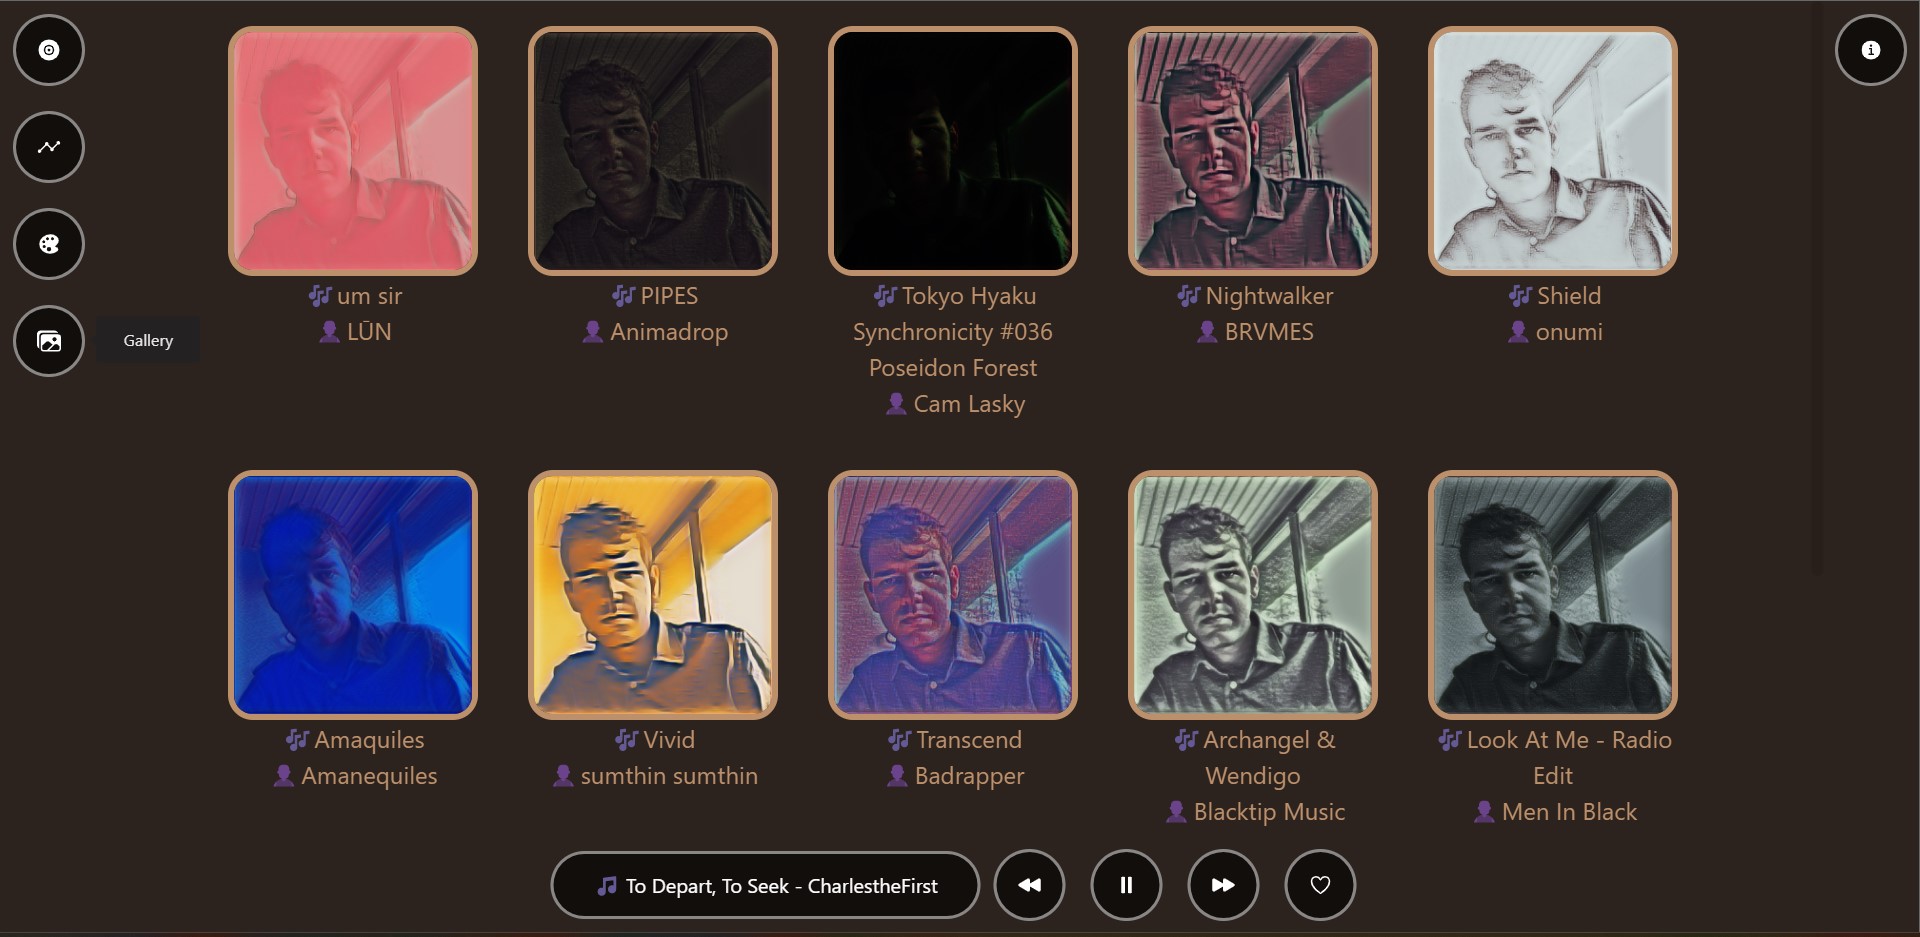 um sir
LŪN
PIPES
Animadrop
Tokyo Hyaku
Synchronicity #036
Poseidon Forest
Cam Lasky
Nightwalker
BRVMES
Shield
onumi
Gallery
Amaquiles
Amanequiles
Vivid
sumthin sumthin
Transcend
Badrapper
Archangel &
Wendigo
Blacktip Music
Look At Me - Radio
Edit
Men In Black
To Depart, To Seek - CharlestheFirst